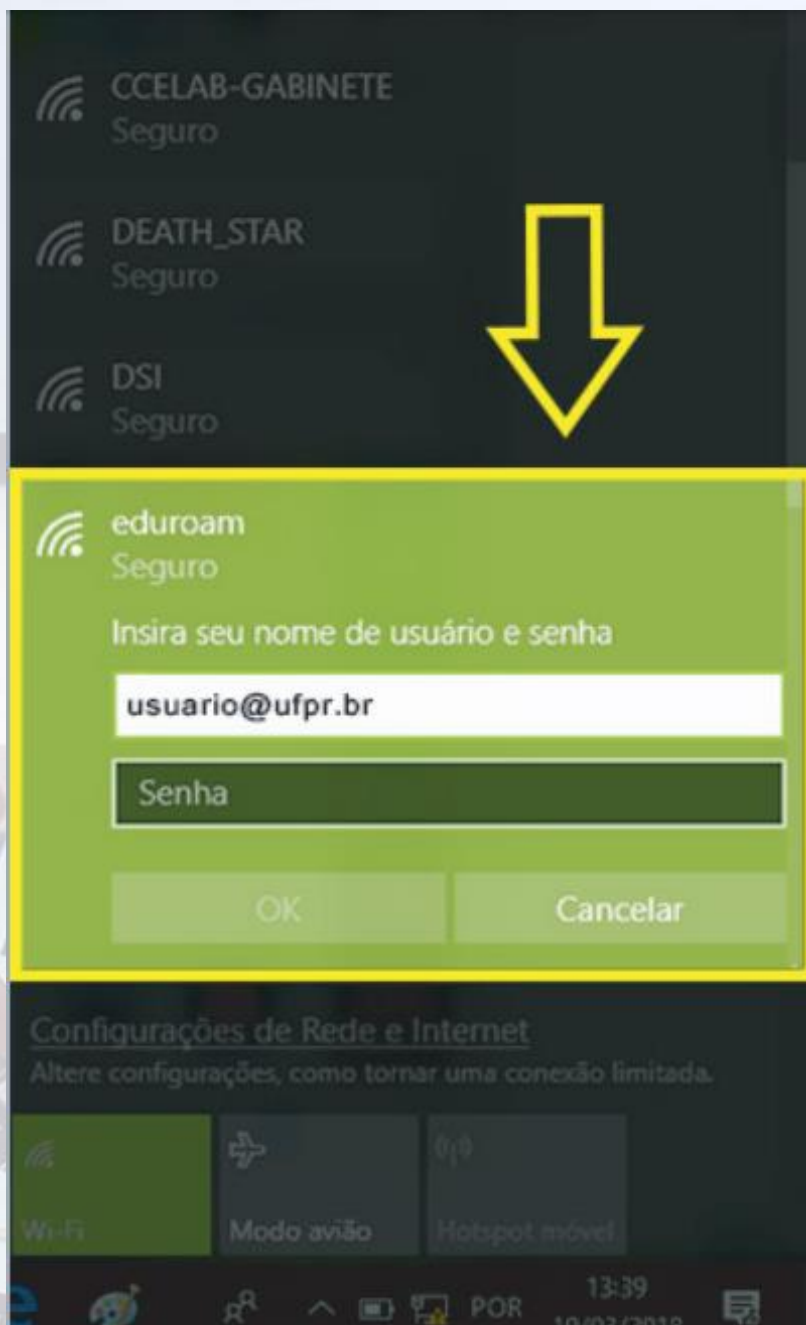 CCELAB-GABINETE
Seguro
DEATH_STAR
Seguro
DSI
Seguro
eduroam
Seguro
Insira seu nome de usuário e senha
usuario@ufpr.br
Senha
OK
Cancelar
Configurações de Rede e Internet
Altere configurações, como tornar uma conexão limitada.
Wi-Fi
Modo avião
Hotspot móvel
POR
13:39